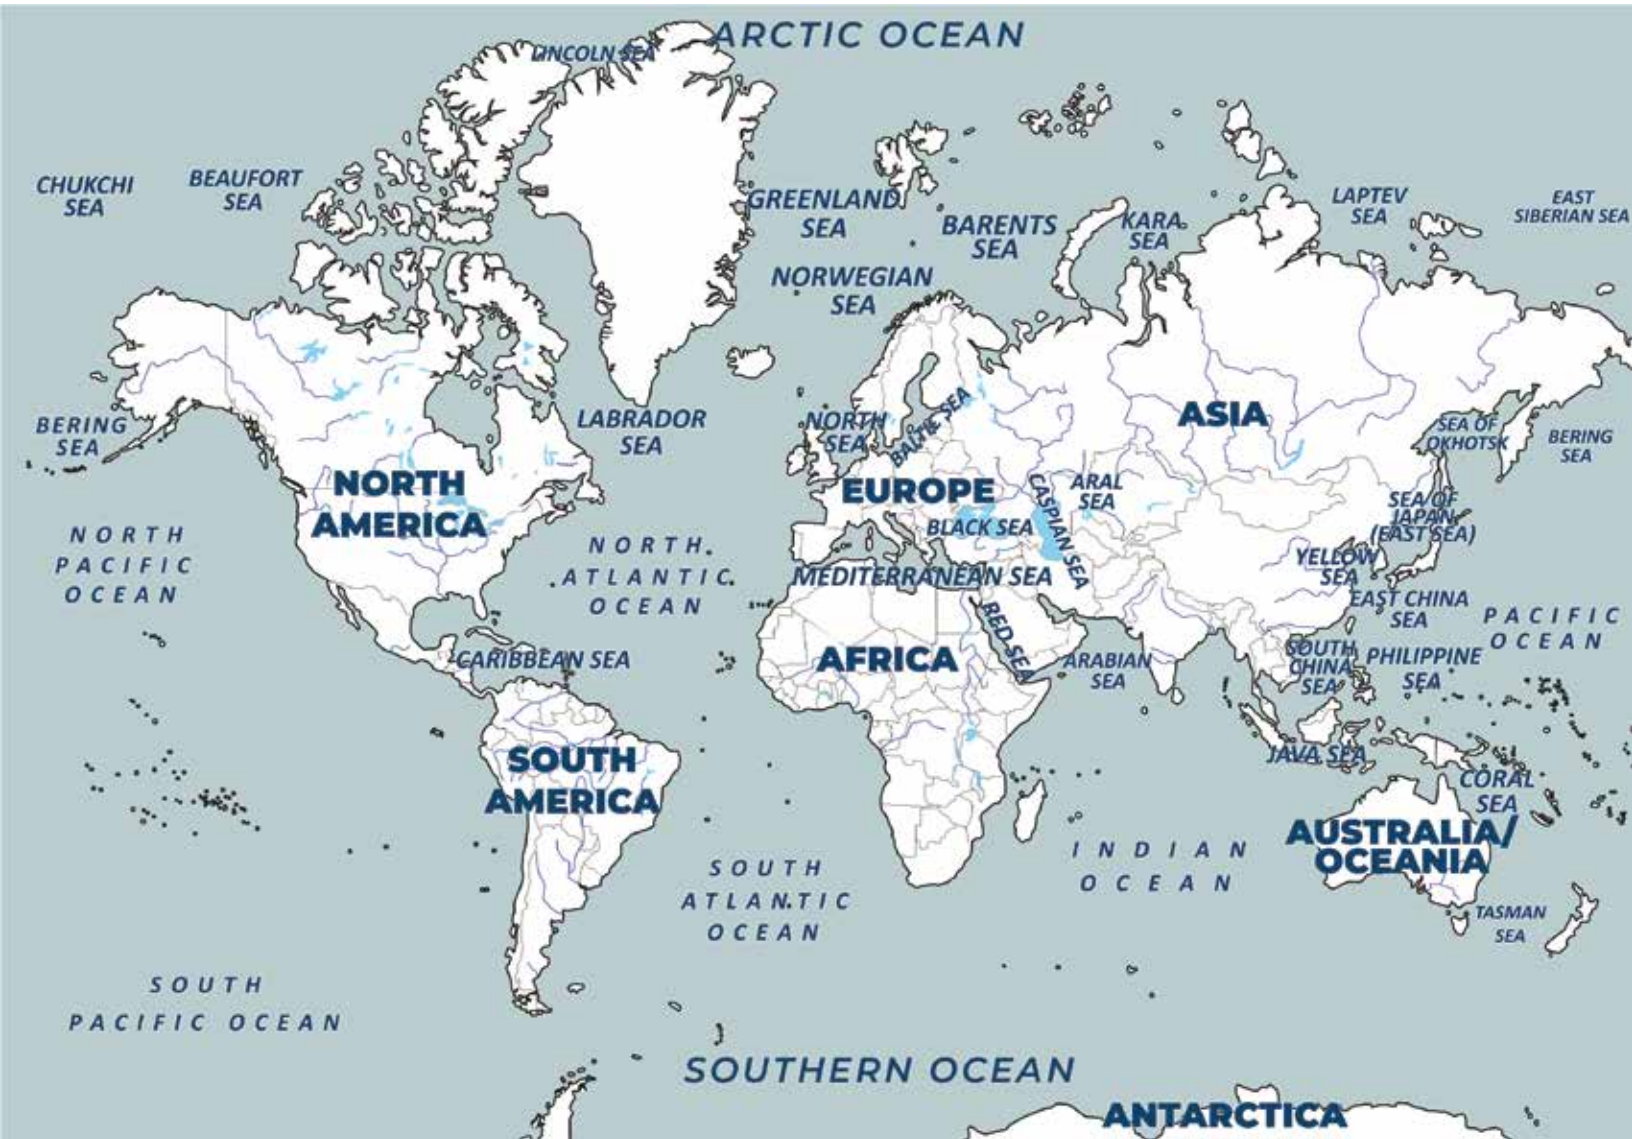 ARCTIC OCEAN
LINCOLN SEA
CHUKCHI
SEA
BEAUFORT
SEA
GREENLAND
SEA
BARENTS
SEA
KARA
SEA
LAPTEV
SEA
EAST
SIBERIAN SEA
NORWEGIAN
SEA
BERING
SEA
LABRADOR
SEA
NORTH
SEA
BALTIC SEA
ASIA
SEA OF
OKHOTSK
BERING
SEA
NORTH
AMERICA
EUROPE
CASPIAN SEA
ARAL
SEA
BLACK SEA
SEA OF
JAPAN
(EAST SEA)
NORTH
PACIFIC
OCEAN
NORTH
ATLANTIC
OCEAN
MEDITERRANEAN SEA
YELLOW
SEA
EAST CHINA
SEA
PACIFIC
OCEAN
RED SEA
CARIBBEAN SEA
AFRICA
ARABIAN
SEA
SOUTH
CHINA
SEA
PHILIPPINE
SEA
SOUTH
AMERICA
JAVA SEA
CORAL
SEA
AUSTRALIA/
OCEANIA
SOUTH
ATLANTIC
OCEAN
INDIAN
OCEAN
TASMAN
SEA
SOUTH
PACIFIC OCEAN
SOUTHERN OCEAN
ANTARCTICA